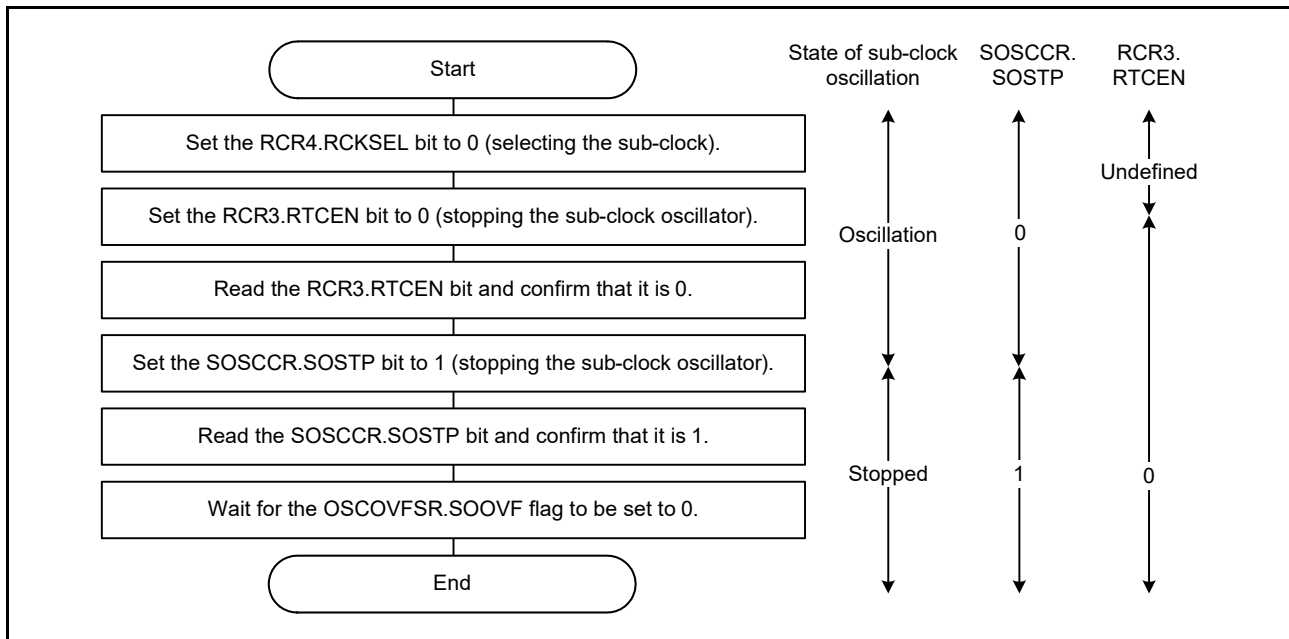 Start
Set the RCR4.RCKSEL bit to 0 (selecting the sub-clock).
Set the RCR3.RTCEN bit to 0 (stopping the sub-clock oscillator).
Read the RCR3.RTCEN bit and confirm that it is 0.
Set the SOSCCR.SOSTP bit to 1 (stopping the sub-clock oscillator).
Read the SOSCCR.SOSTP bit and confirm that it is 1.
Wait for the OSCOVFSR.SOOVF flag to be set to 0.
End
State of sub-clock
oscillation
Oscillation
Stopped
SOSCCR.
SOSTP
0
1
RCR3.
RTCEN
Undefined
0